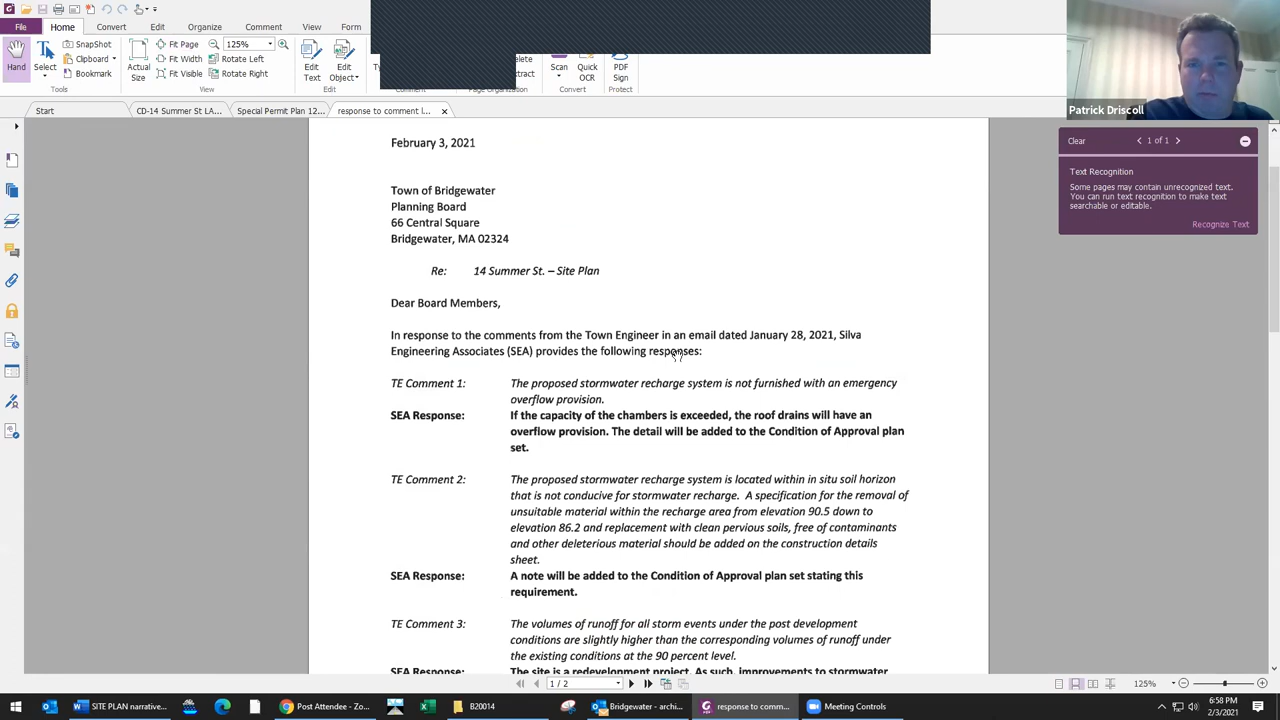 File
Home
Convert
Edit
Organize
Comment
View
Form
Hand
Select
SnapShot
Clipboard
Bookmark
Tools
Actual
Size
Fit Page
Fit Width
Fit Visible
125%
Rotate Left
Rotate Right
View
Edit
Text
Edit
Object
Edit
Scan
Quick
OCR
Convert
PDF
Sign
Protect
Patrick Driscoll
Start
CD-14 Summer St LA...
Special Permit Plan 12...
response to comment l...
Clear
1 of 1
Text Recognition
Some pages may contain unrecognized text.
You can run text recognition to make text
searchable or editable.
Recognize Text
February 3, 2021
Town of Bridgewater
Planning Board
66 Central Square
Bridgewater, MA 02324
Re: 14 Summer St. – Site Plan
Dear Board Members,
In response to the comments from the Town Engineer in an email dated January 28, 2021, Silva
Engineering Associates (SEA) provides the following responses:
TE Comment 1: The proposed stormwater recharge system is not furnished with an emergency
overflow provision.
SEA Response: If the capacity of the chambers is exceeded, the roof drains will have an
overflow provision. The detail will be added to the Condition of Approval plan
set.
TE Comment 2: The proposed stormwater recharge system is located within in situ soil horizon
that is not conducive for stormwater recharge. A specification for the removal of
unsuitable material within the recharge area from elevation 90.5 down to
elevation 86.2 and replacement with clean pervious soils, free of contaminants
and other deleterious material should be added on the construction details
sheet.
SEA Response: A note will be added to the Condition of Approval plan set stating this
requirement.
TE Comment 3: The volumes of runoff for all storm events under the post development
conditions are slightly higher than the corresponding volumes of runoff under
the existing conditions at the 90 percent level.
SEA Response: The site is a redevelopment project. As such, improvements to stormwater
1 / 2
125%
SITE PLAN narrative...
Post Attendee - Zo...
B20014
Bridgewater - archi...
response to comm...
Meeting Controls
6:58 PM
2/3/2021